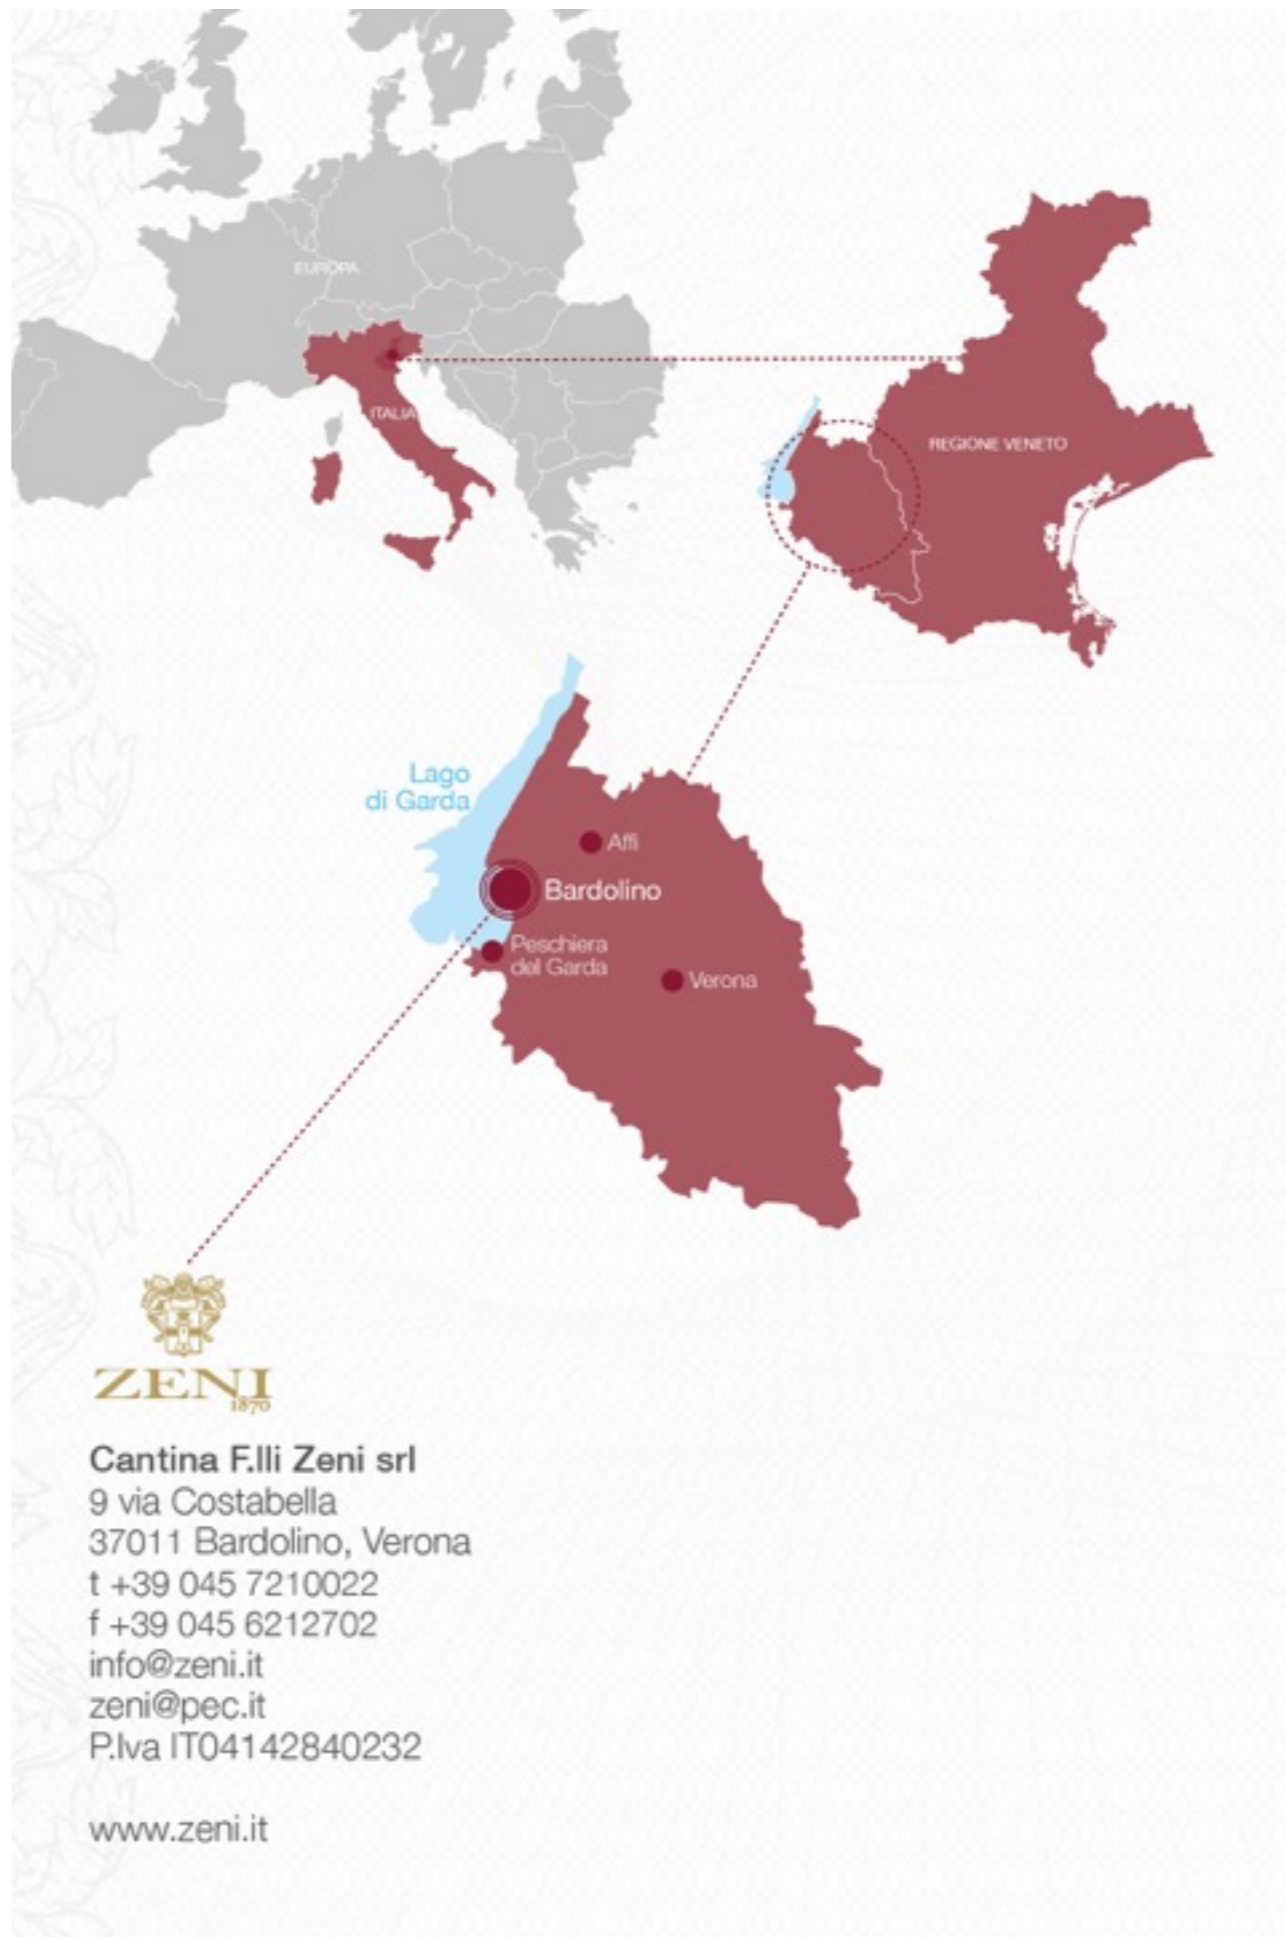 EUROPA
ITALIA
REGIONE VENETO
Lago
di Garda
Affi
Bardolino
Peschiera
del Garda
Verona
ZENI
1870
Cantina F.lli Zeni srl
9 via Costabella
37011 Bardolino, Verona
t +39 045 7210022
f +39 045 6212702
info@zeni.it
zeni@pec.it
P.Iva IT04142840232
www.zeni.it